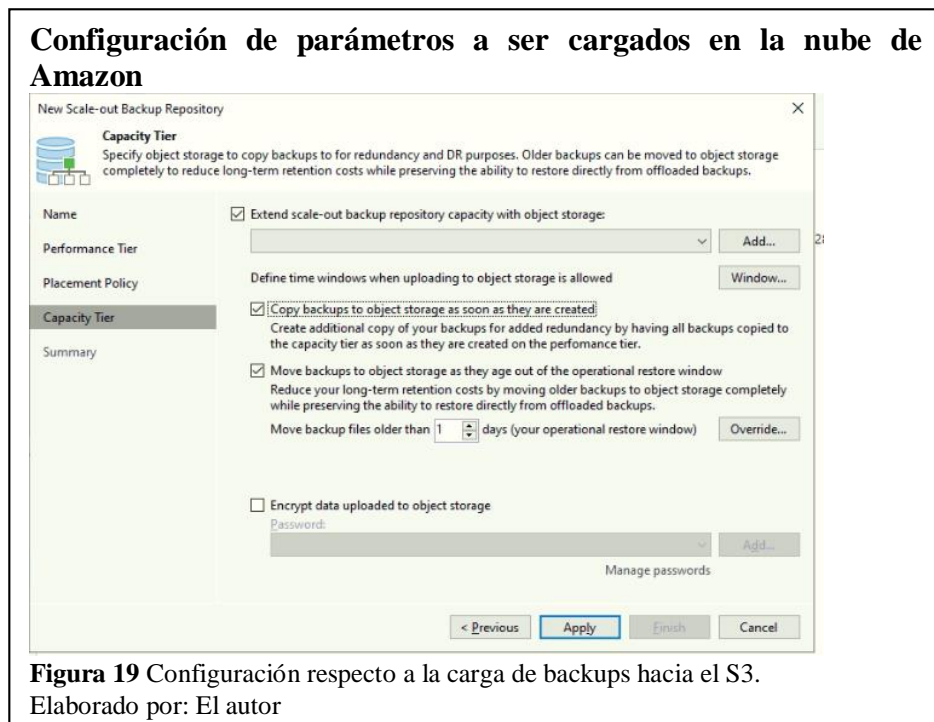 Configuración de parámetros a ser cargados en la nube de
Amazon
New Scale-out Backup Repository
Capacity Tier
Specify object storage to copy backups to for redundancy and DR purposes. Older backups can be moved to object storage
completely to reduce long-term retention costs while preserving the ability to restore directly from offloaded backups.
Name
Performance Tier
Placement Policy
Capacity Tier
Summary
Extend scale-out backup repository capacity with object storage:
Add...
Define time windows when uploading to object storage is allowed
Window...
Copy backups to object storage as soon as they are created
Create additional copy of your backups for added redundancy by having all backups copied to
the capacity tier as soon as they are created on the perfomance tier.
Move backups to object storage as they age out of the operational restore window
Reduce your long-term retention costs by moving older backups to object storage completely
while preserving the ability to restore directly from offloaded backups.
Move backup files older than 1 days (your operational restore window) Override...
Encrypt data uploaded to object storage
Password:
Add...
Manage passwords
< Previous Apply Finish Cancel
Figura 19 Configuración respecto a la carga de backups hacia el S3.
Elaborado por: El autor